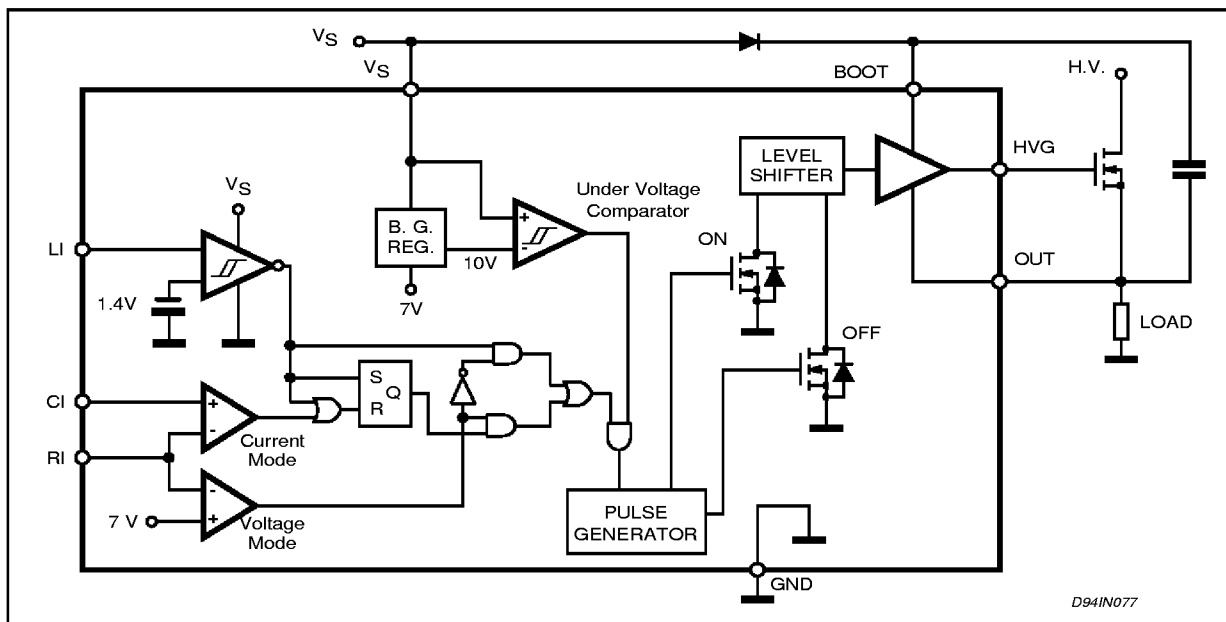 VS
VS
BOOT
H.V.
LEVEL
SHIFTER
HVG
VS
Under Voltage
Comparator
B. G.
REG.
+
-
10V
7V
ON
LI
1.4V
OUT
OFF
LOAD
CI
+
-
S
Q
R
Current
Mode
RI
-
+
7 V
Voltage
Mode
PULSE
GENERATOR
GND
D94IN077